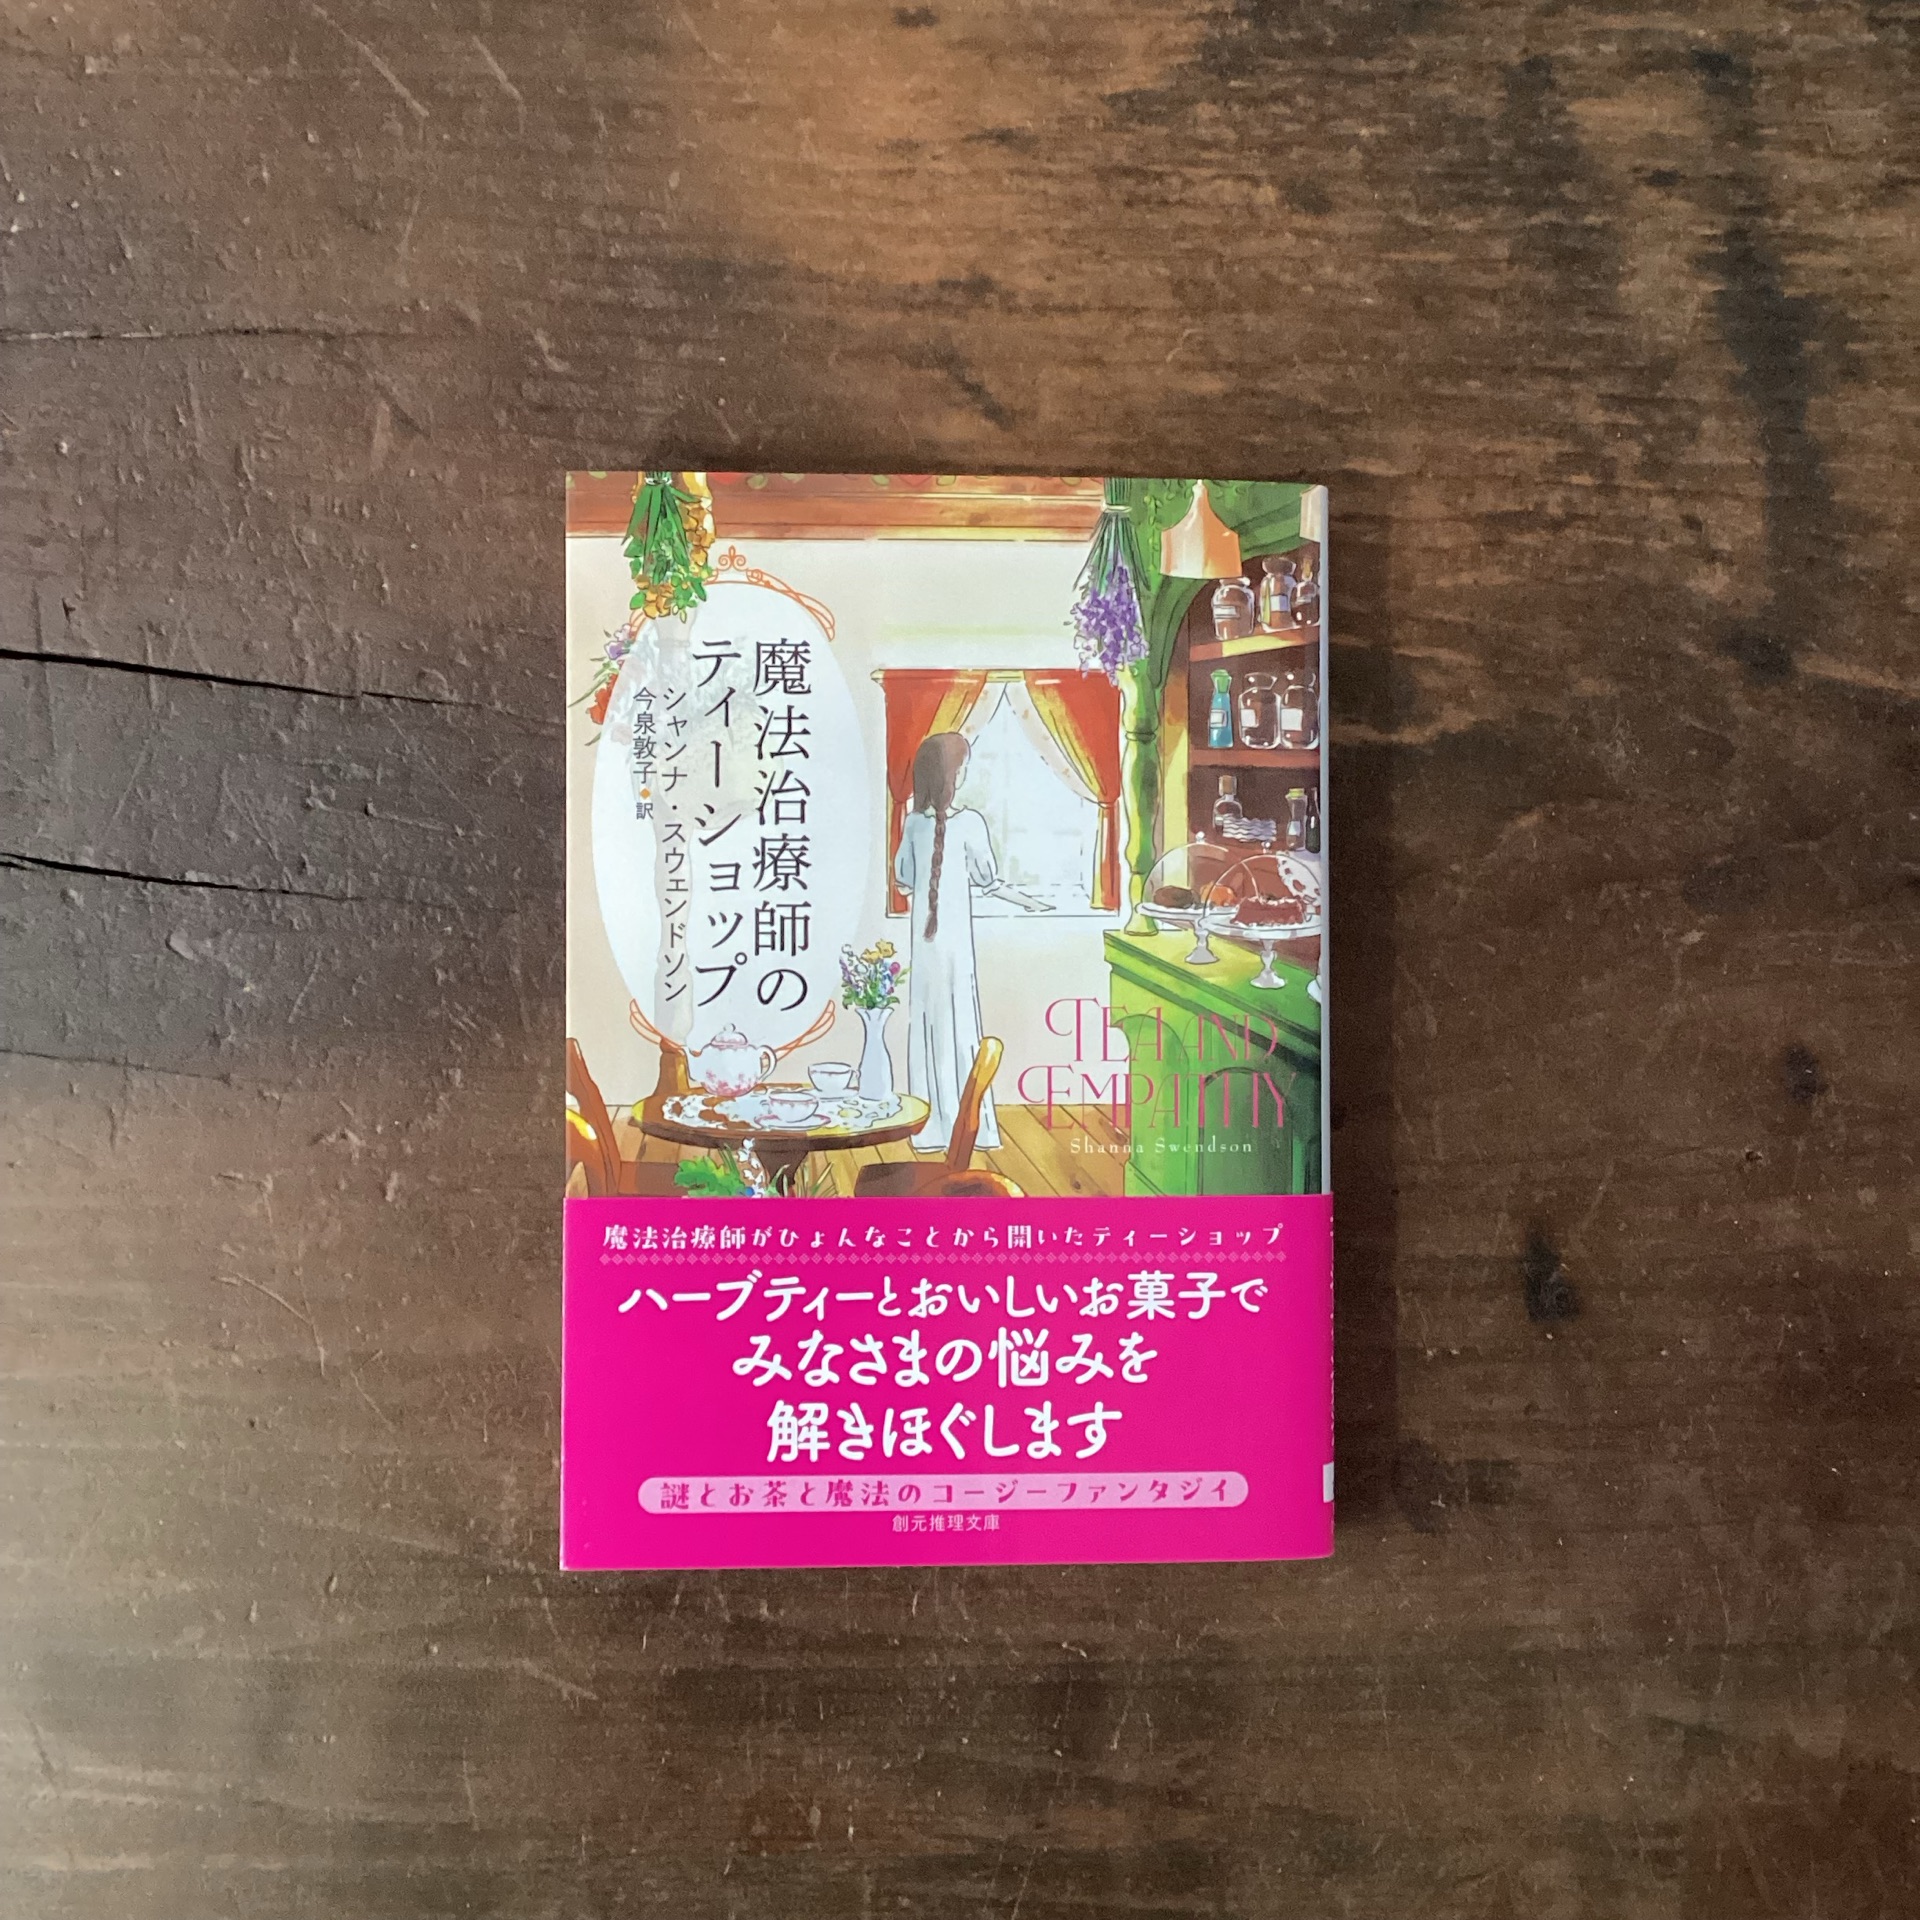 魔法治療師の
ティーショップ
シャンナ・スウェンドソン
今泉敦子◆訳
TEA AND
EMPATHY
Shanna Swendson
魔法治療師がひょんなことから開いたティーショップ
ハーブティーとおいしいお菓子で
みなさまの悩みを
解きほぐします
謎とお茶と魔法のコージーファンタジイ
創元推理文庫